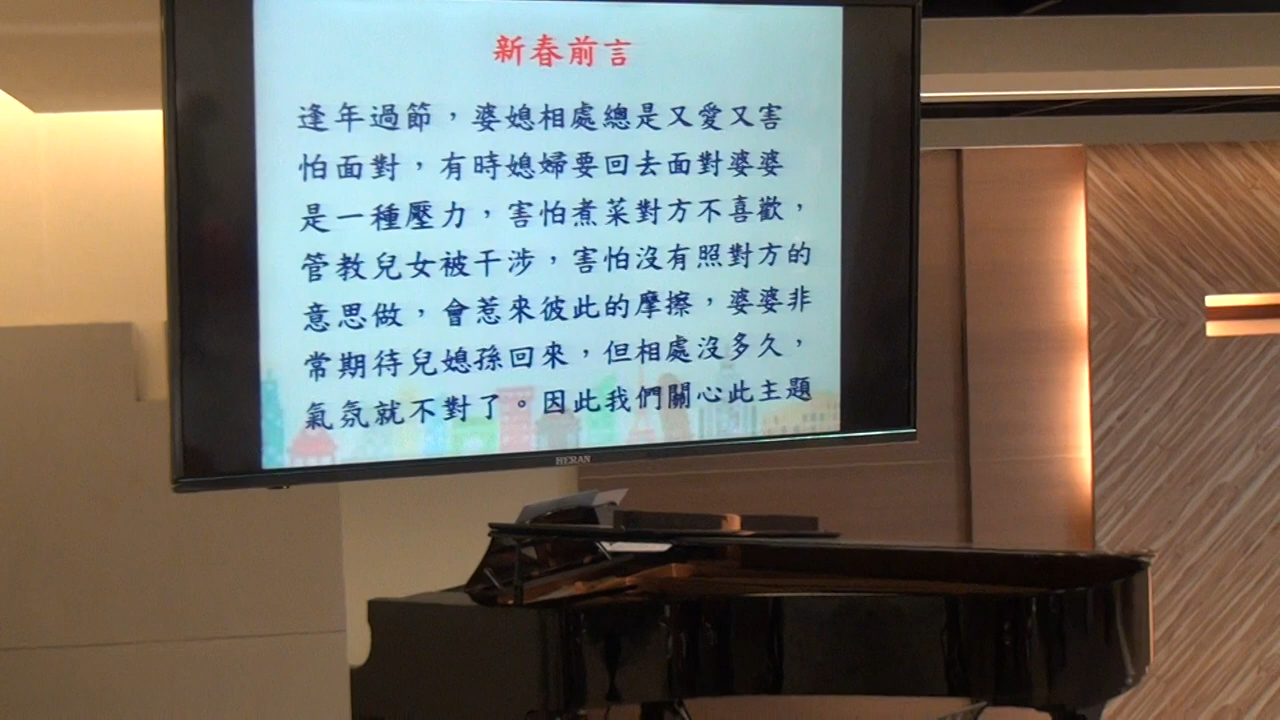 新春前言
逢年過節，婆媳相處總是又愛又害
怕面對，有時媳婦要回去面對婆婆
是一種壓力，害怕煮菜對方不喜歡，
管教兒女被干涉，害怕沒有照對方的
意思做，會惹來彼此的摩擦，婆婆非
常期待兒媳孫回來，但相處沒多久，
氣氛就不對了。因此我們關心此主題
HERAN